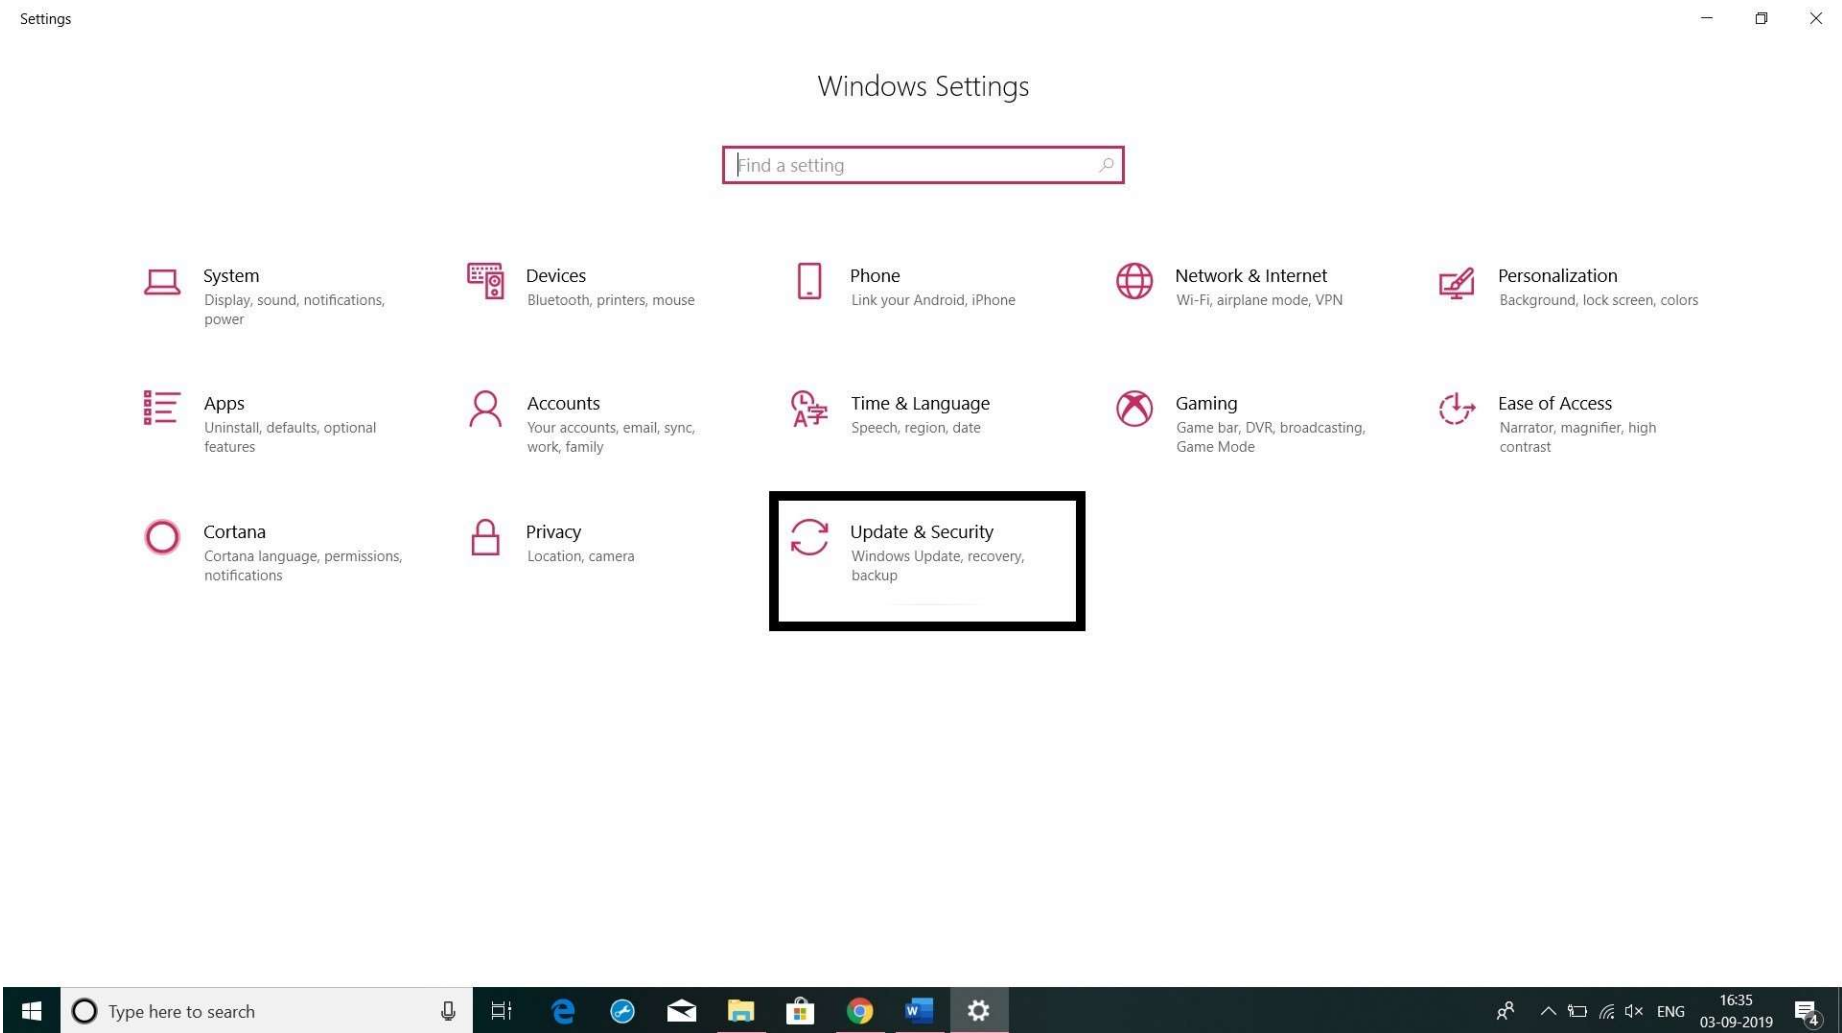 Settings
Windows Settings
Find a setting
System
Display, sound, notifications,
power
Devices
Bluetooth, printers, mouse
Phone
Link your Android, iPhone
Network & Internet
Wi-Fi, airplane mode, VPN
Personalization
Background, lock screen, colors
Apps
Uninstall, defaults, optional
features
Accounts
Your accounts, email, sync,
work, family
Time & Language
Speech, region, date
Gaming
Game bar, DVR, broadcasting,
Game Mode
Ease of Access
Narrator, magnifier, high
contrast
Cortana
Cortana language, permissions,
notifications
Privacy
Location, camera
Update & Security
Windows Update, recovery,
backup
Type here to search
ENG
16:35
03-09-2019
4